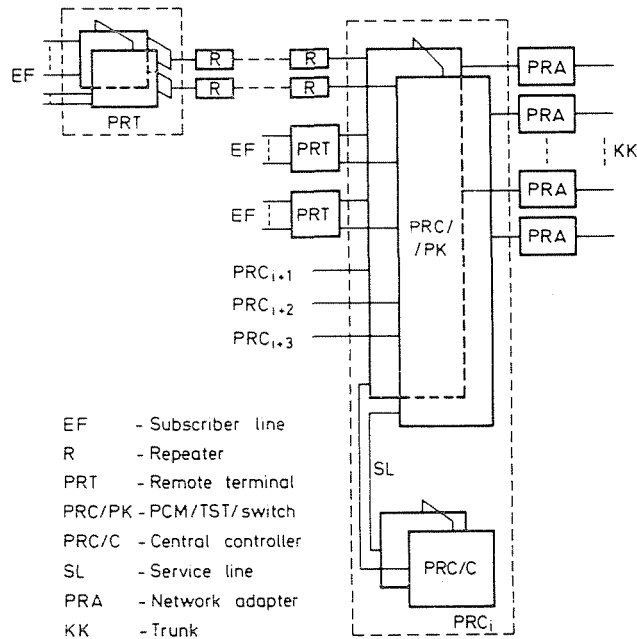 R R
R R
EF
PRT
PRA
PRA
KK
PRA
PRA
EF PRT
EF PRT
PRC/
/PK
PRCi+1
PRCi+2
PRCi+3
SL
PRC/C
PRCi
EF - Subscriber line
R - Repeater
PRT - Remote terminal
PRC/PK - PCM/TST/switch
PRC/C - Central controller
SL - Service line
PRA - Network adapter
KK - Trunk